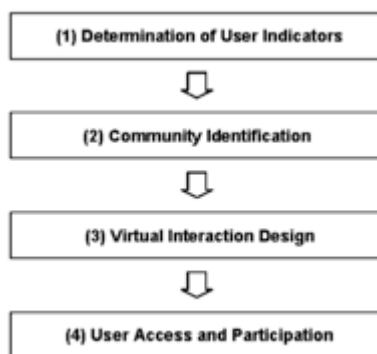 (1) Determination of User Indicators
(2) Community Identification
(3) Virtual Interaction Design
(4) User Access and Participation